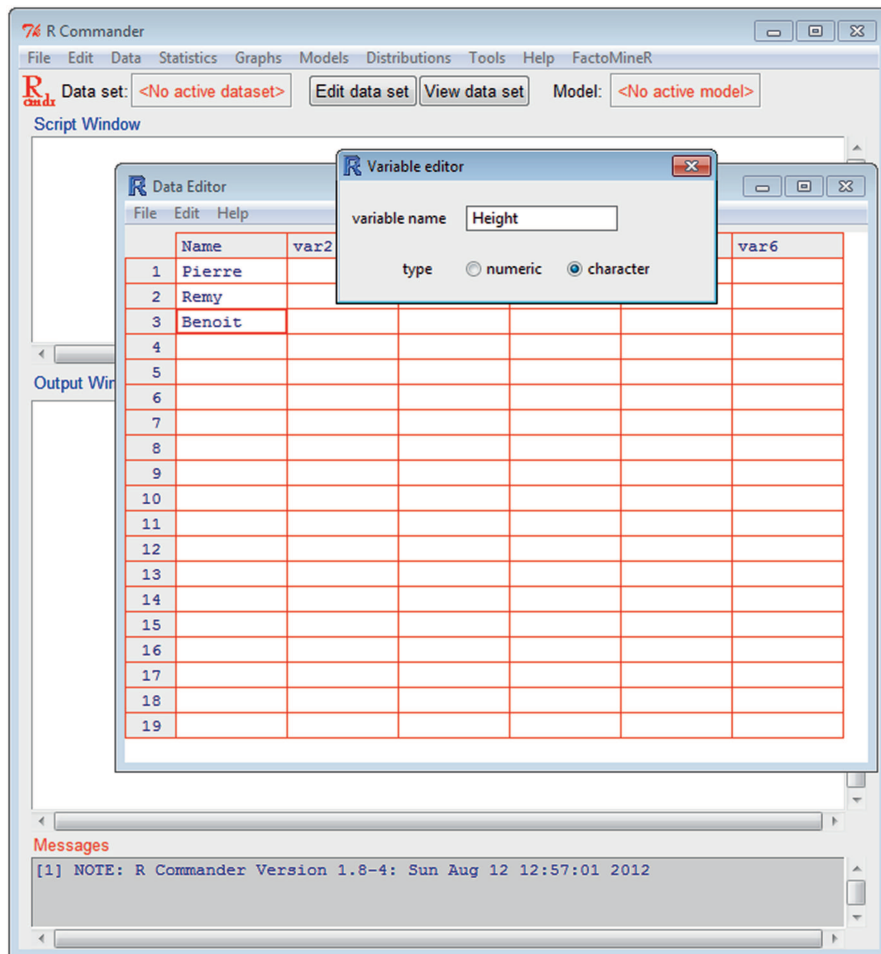 R Commander
File Edit Data Statistics Graphs Models Distributions Tools Help FactoMineR
R cmdr Data set: <No active dataset> Edit data set View data set Model: <No active model>
Script Window
Variable editor
variable name Height
type numeric character
Data Editor
File Edit Help
Name var2 var6
1 Pierre
2 Remy
3 Benoit
4
5
6
7
8
9
10
11
12
13
14
15
16
17
18
19
Output Win
Messages
[1] NOTE: R Commander Version 1.8-4: Sun Aug 12 12:57:01 2012